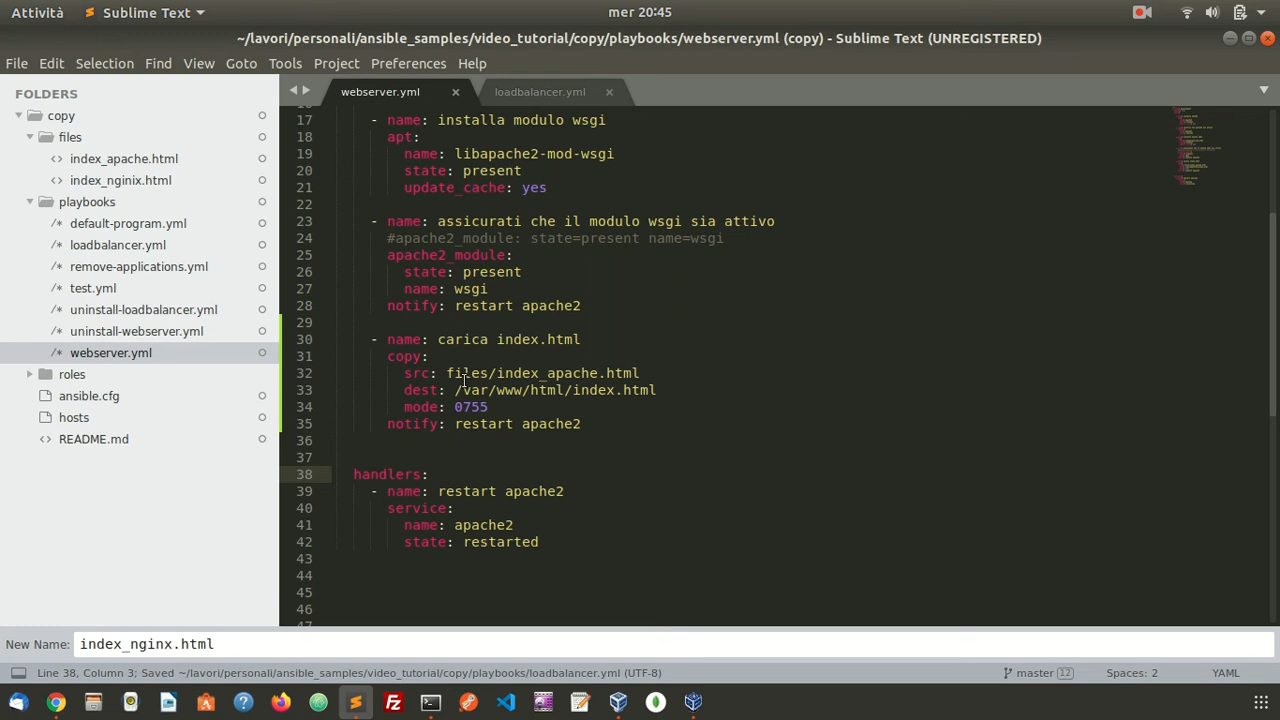 Attività
Sublime Text
mer 20:45
~/lavori/personali/ansible_samples/video_tutorial/copy/playbooks/webserver.yml (copy) - Sublime Text (UNREGISTERED)
File Edit Selection Find View Goto Tools Project Preferences Help
FOLDERS
copy
files
index_apache.html
index_nginix.html
playbooks
default-program.yml
loadbalancer.yml
remove-applications.yml
test.yml
uninstall-loadbalancer.yml
uninstall-webserver.yml
webserver.yml
roles
ansible.cfg
hosts
README.md
webserver.yml
loadbalancer.yml
17 - name: installa modulo wsgi
18 apt:
19 name: libapache2-mod-wsgi
20 state: present
21 update_cache: yes
22
23 - name: assicurati che il modulo wsgi sia attivo
24 #apache2_module: state=present name=wsgi
25 apache2_module:
26 state: present
27 name: wsgi
28 notify: restart apache2
29
30 - name: carica index.html
31 copy:
32 src: files/index_apache.html
33 dest: /var/www/html/index.html
34 mode: 0755
35 notify: restart apache2
36
37
38 handlers:
39 - name: restart apache2
40 service:
41 name: apache2
42 state: restarted
43
44
45
46
New Name: index_nginx.html
Line 38, Column 3; Saved ~/lavori/personali/ansible_samples/video_tutorial/copy/playbooks/loadbalancer.yml (UTF-8)
master 12
Spaces: 2
YAML